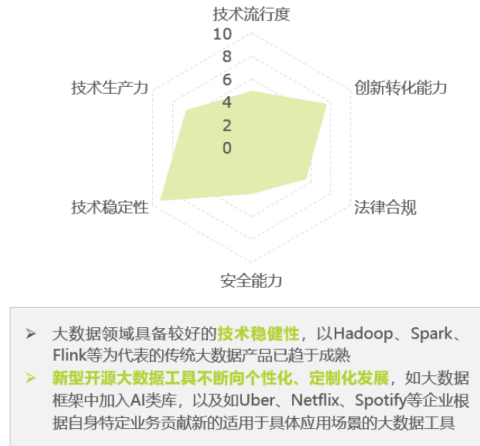 技术流行度
10
8
6
4
2
0
技术生产力
创新转化能力
技术稳定性
法律合规
安全能力
➢ 大数据领域具备较好的技术稳健性，以Hadoop、Spark、
Flink等为代表的传统大数据产品已趋于成熟
➢ 新型开源大数据工具不断向个性化、定制化发展，如大数据
框架中加入AI类库，以及如Uber、Netflix、Spotify等企业根
据自身特定业务贡献新的适用于具体应用场景的大数据工具